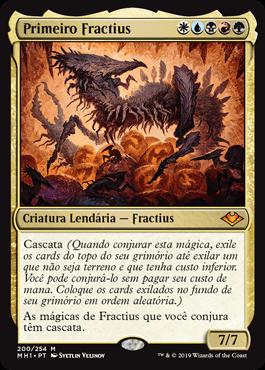 Primeiro Fractius
Criatura Lendária — Fractius
Cascata (Quando conjurar esta mágica, exile
os cards do topo do seu grimório até exilar um
que não seja terreno e que tenha custo inferior.
Você pode conjurá-lo sem pagar seu custo de
mana. Coloque os cards exilados no fundo de
seu grimório em ordem aleatória.)
As mágicas de Fractius que você conjura
têm cascata.
7/7
200/254 M
MH1 • PT SVETLIN VELINOV
™ & © 2019 Wizards of the Coast